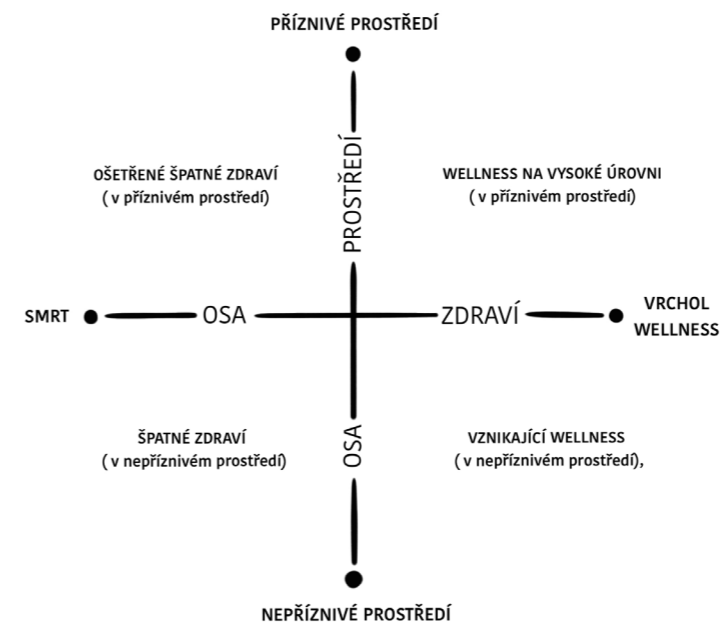 PŘÍZNIVÉ PROSTŘEDÍ
OŠETŘENÉ ŠPATNÉ ZDRAVÍ
( v příznivém prostředí)
WELLNESS NA VYSOKÉ ÚROVNI
( v příznivém prostředí)
PROSTŘEDÍ
SMRT
OSA
ZDRAVÍ
VRCHOL
WELLNESS
ŠPATNÉ ZDRAVÍ
( v nepříznivém prostředí)
OSA
VZNIKAJÍCÍ WELLNESS
( v nepříznivém prostředí),
NEPŘÍZNIVÉ PROSTŘEDÍ